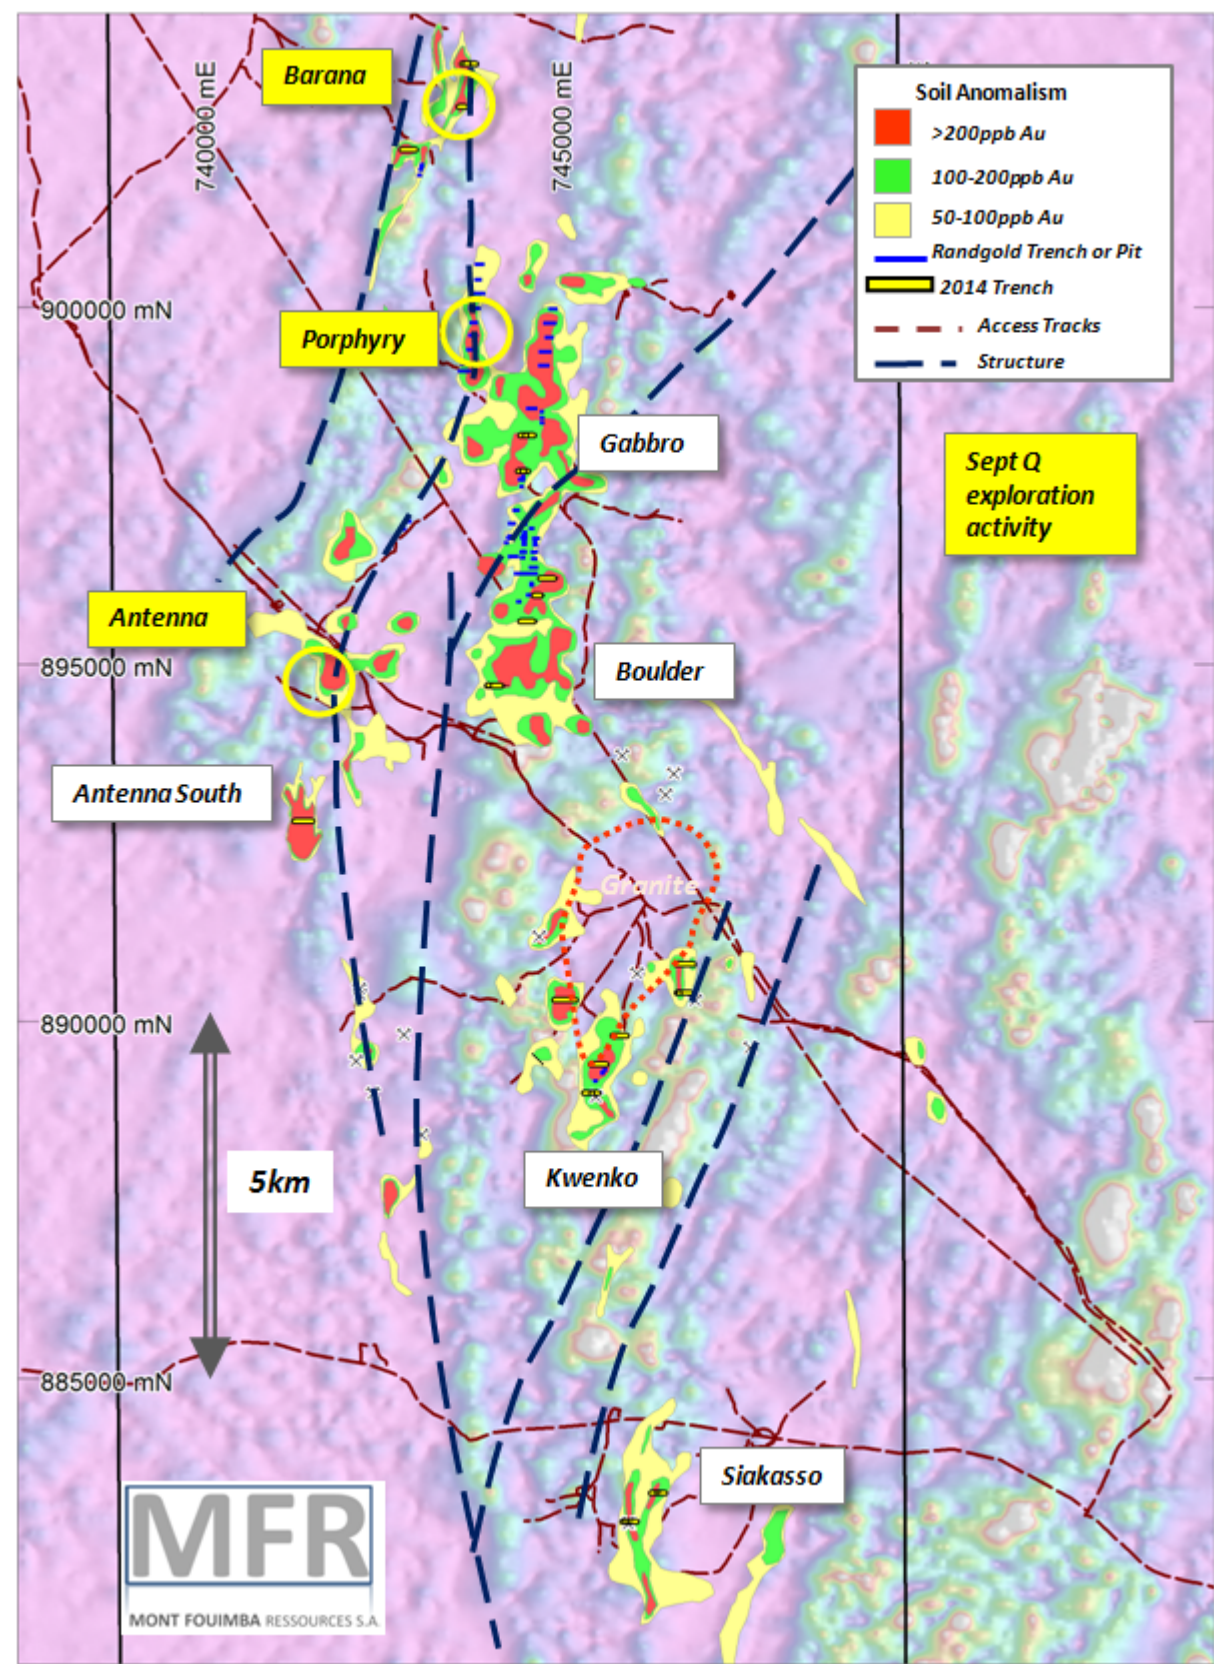 Barana
740000 mE
745000 mE
Soil Anomalism
>200ppb Au
100-200ppb Au
50-100ppb Au
Randgold Trench or Pit
2014 Trench
Access Tracks
Structure
900000 mN
Porphyry
Gabbro
Sept Q
exploration
activity
Antenna
895000 mN
Boulder
Antenna South
Granite
890000 mN
5km
Kwenko
885000 mN
Siakasso
MFR
MONT FOUIMBA RESSOURCES S.A.